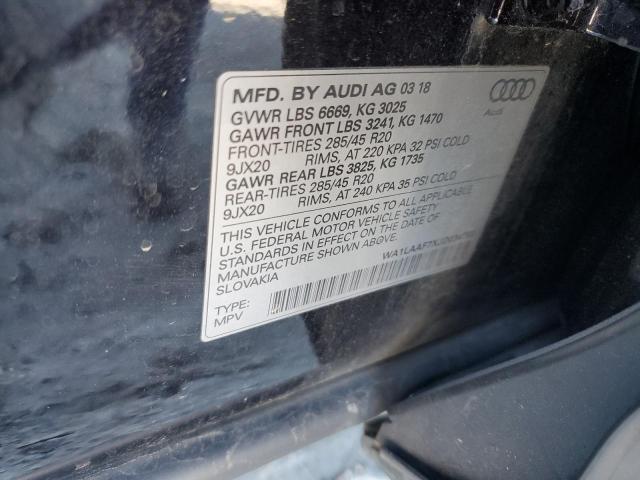 MFD. BY AUDI AG 03 18
GVWR LBS 6669, KG 3025
GAWR FRONT LBS 3241, KG 1470
FRONT-TIRES 285/45 R20
9JX20 RIMS, AT 220 KPA 32 PSI COLD
GAWR REAR LBS 3825, KG 1735
REAR-TIRES 285/45 R20
9JX20 RIMS, AT 240 KPA 35 PSI COLD
THIS VEHICLE CONFORMS TO ALL APPLICABLE
U.S. FEDERAL MOTOR VEHICLE SAFETY
STANDARDS IN EFFECT ON THE DATE OF
MANUFACTURE SHOWN ABOVE
SLOVAKIA
TYPE:
MPV
Audi